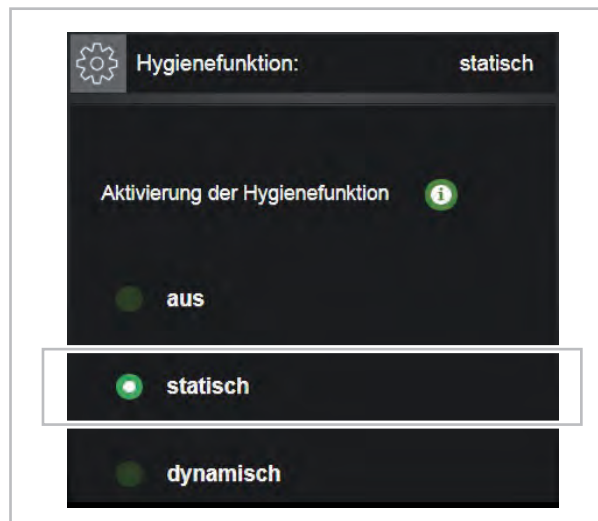 Hygienefunktion: statisch
Aktivierung der Hygienefunktion
aus
statisch
dynamisch